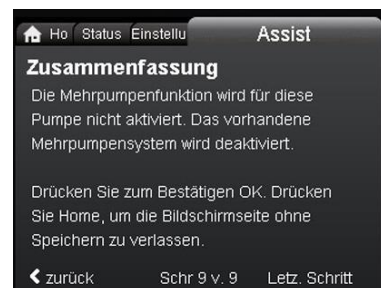 Ho Status Einstellu Assist
Zusammenfassung
Die Mehrpumpenfunktion wird für diese
Pumpe nicht aktiviert. Das vorhandene
Mehrpumpensystem wird deaktiviert.
Drücken Sie zum Bestätigen OK. Drücken
Sie Home, um die Bildschirmseite ohne
Speichern zu verlassen.
zurück Schr 9 v. 9 Letz. Schritt